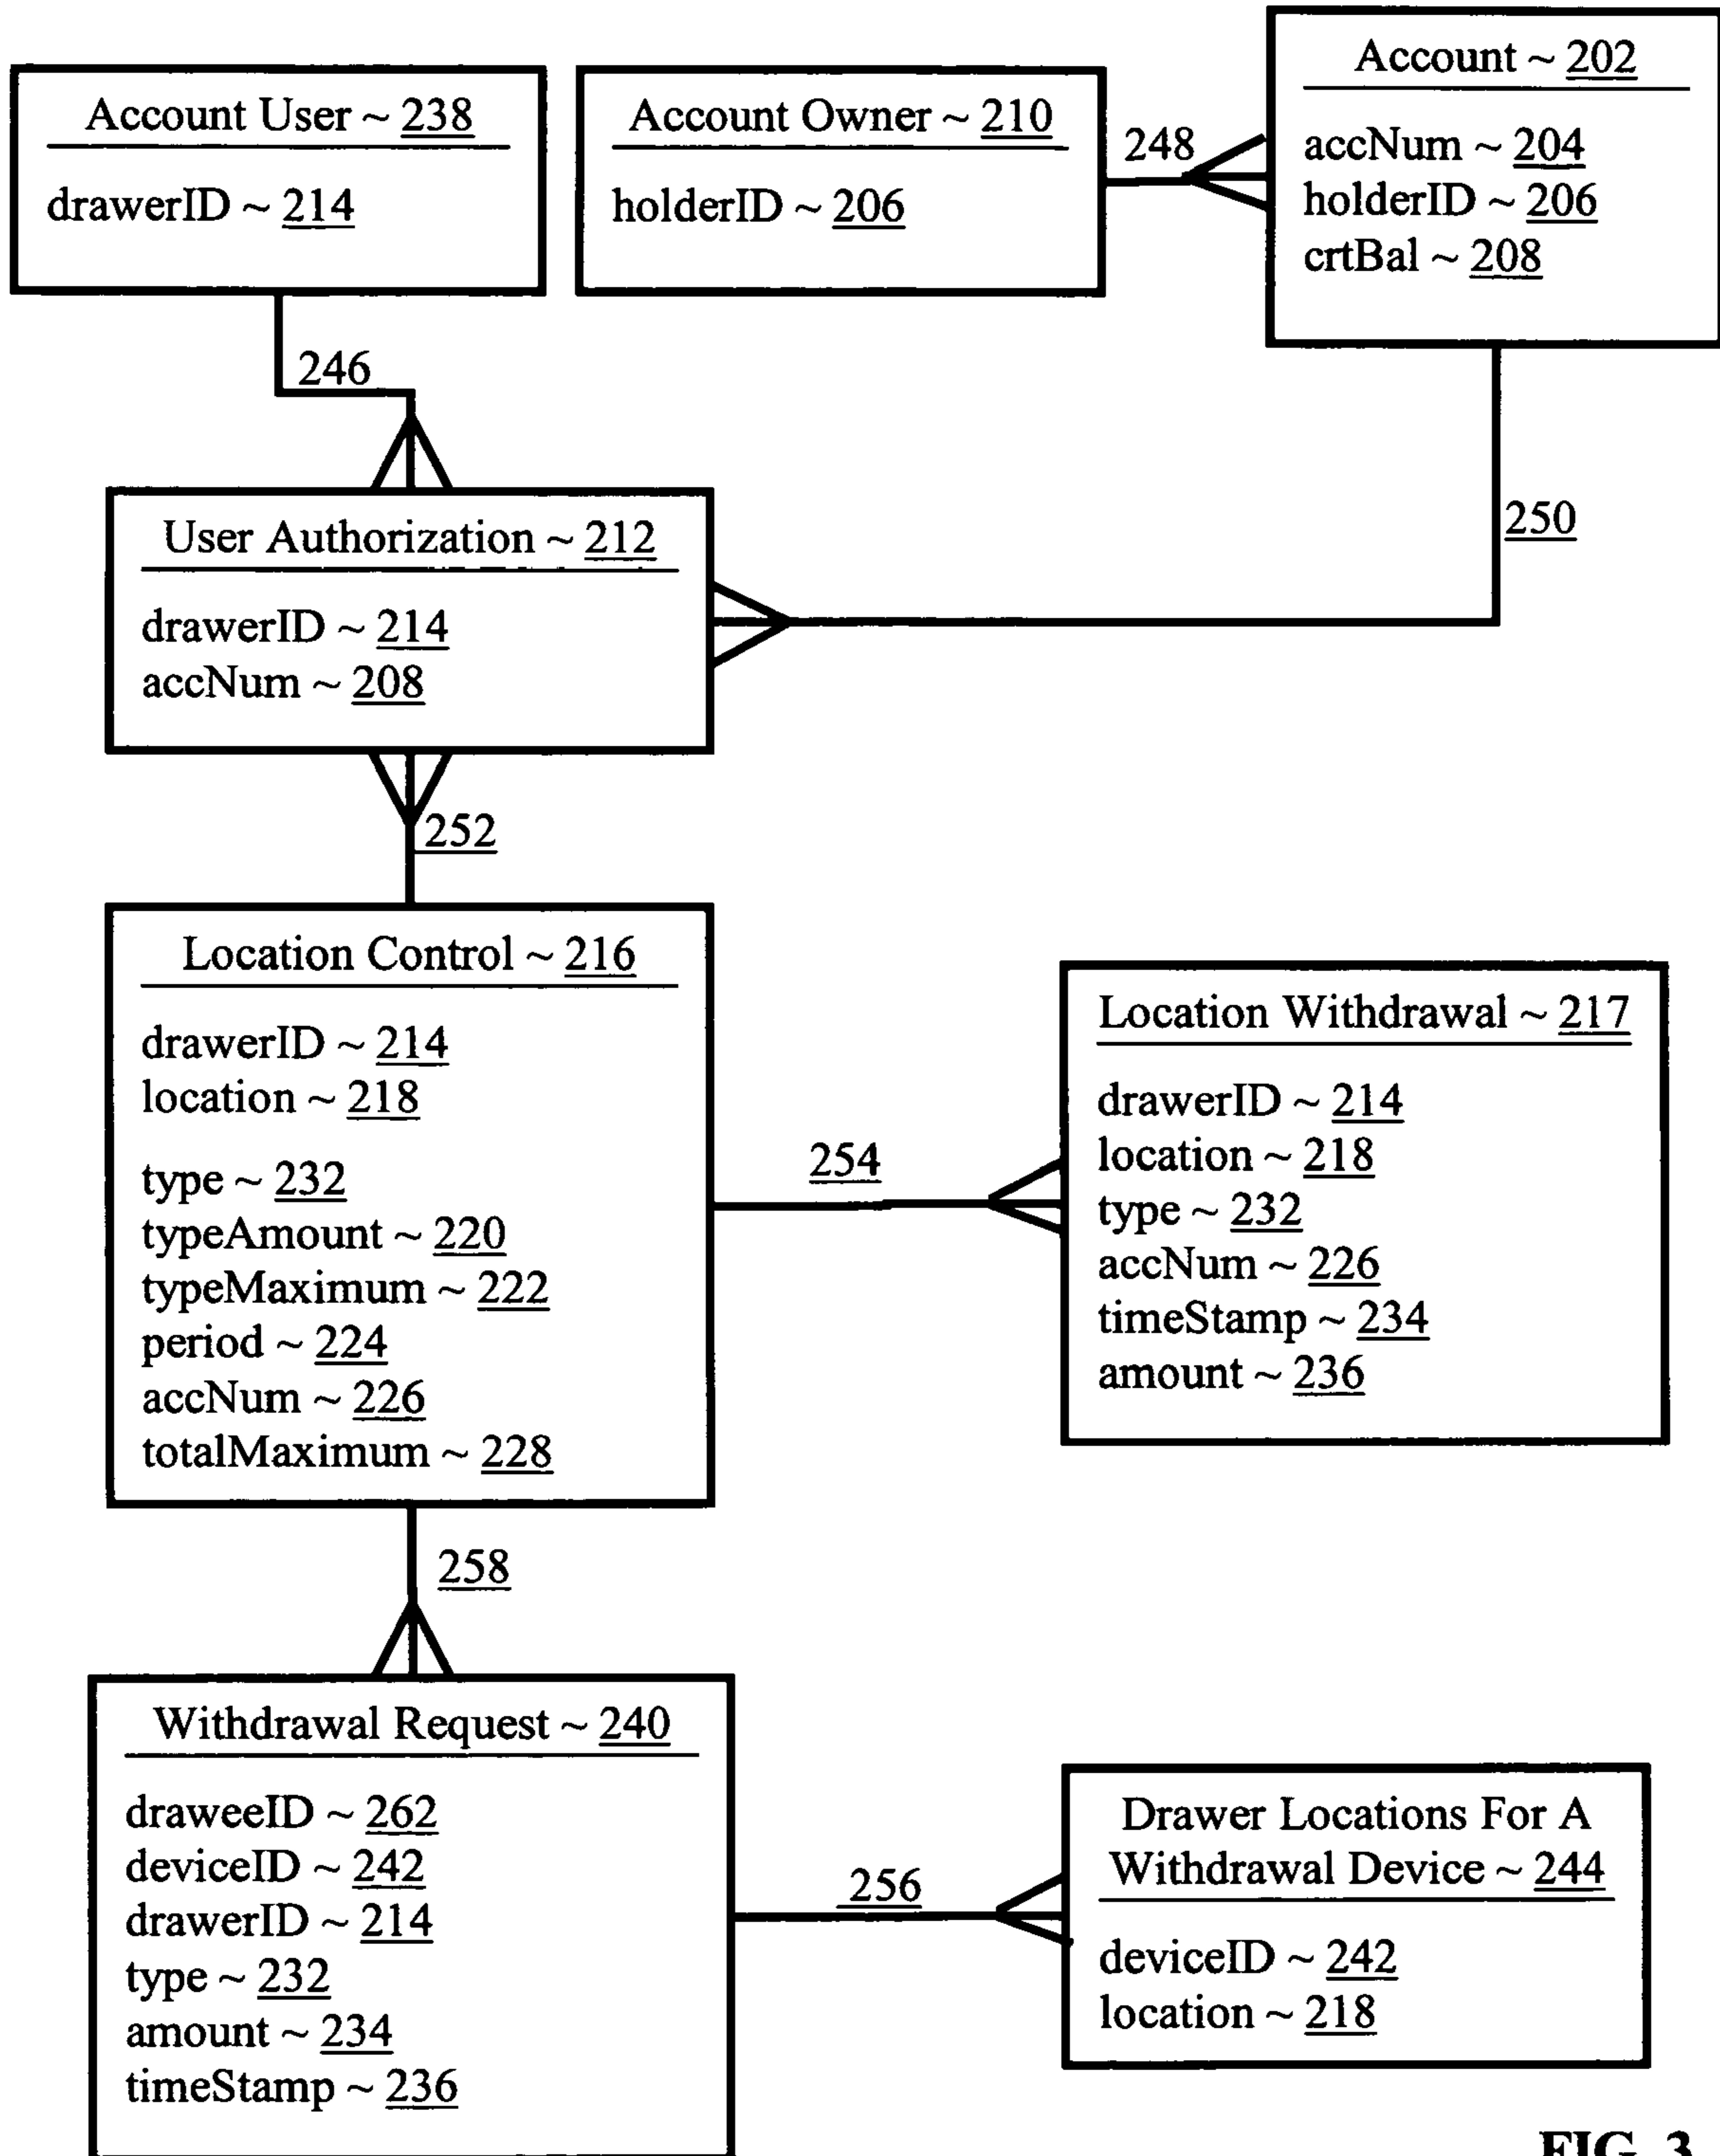 Account User ~ 238
drawerID ~ 214
Account Owner ~ 210
holderID ~ 206
248
Account ~ 202
accNum ~ 204
holderID ~ 206
crtBal ~ 208
246
250
User Authorization ~ 212
drawerID ~ 214
accNum ~ 208
252
Location Control ~ 216
drawerID ~ 214
location ~ 218
type ~ 232
typeAmount ~ 220
typeMaximum ~ 222
period ~ 224
accNum ~ 226
totalMaximum ~ 228
254
Location Withdrawal ~ 217
drawerID ~ 214
location ~ 218
type ~ 232
accNum ~ 226
timeStamp ~ 234
amount ~ 236
258
Withdrawal Request ~ 240
draweeID ~ 262
deviceID ~ 242
drawerID ~ 214
type ~ 232
amount ~ 234
timeStamp ~ 236
256
Drawer Locations For A
Withdrawal Device ~ 244
deviceID ~ 242
location ~ 218
FIG. 3